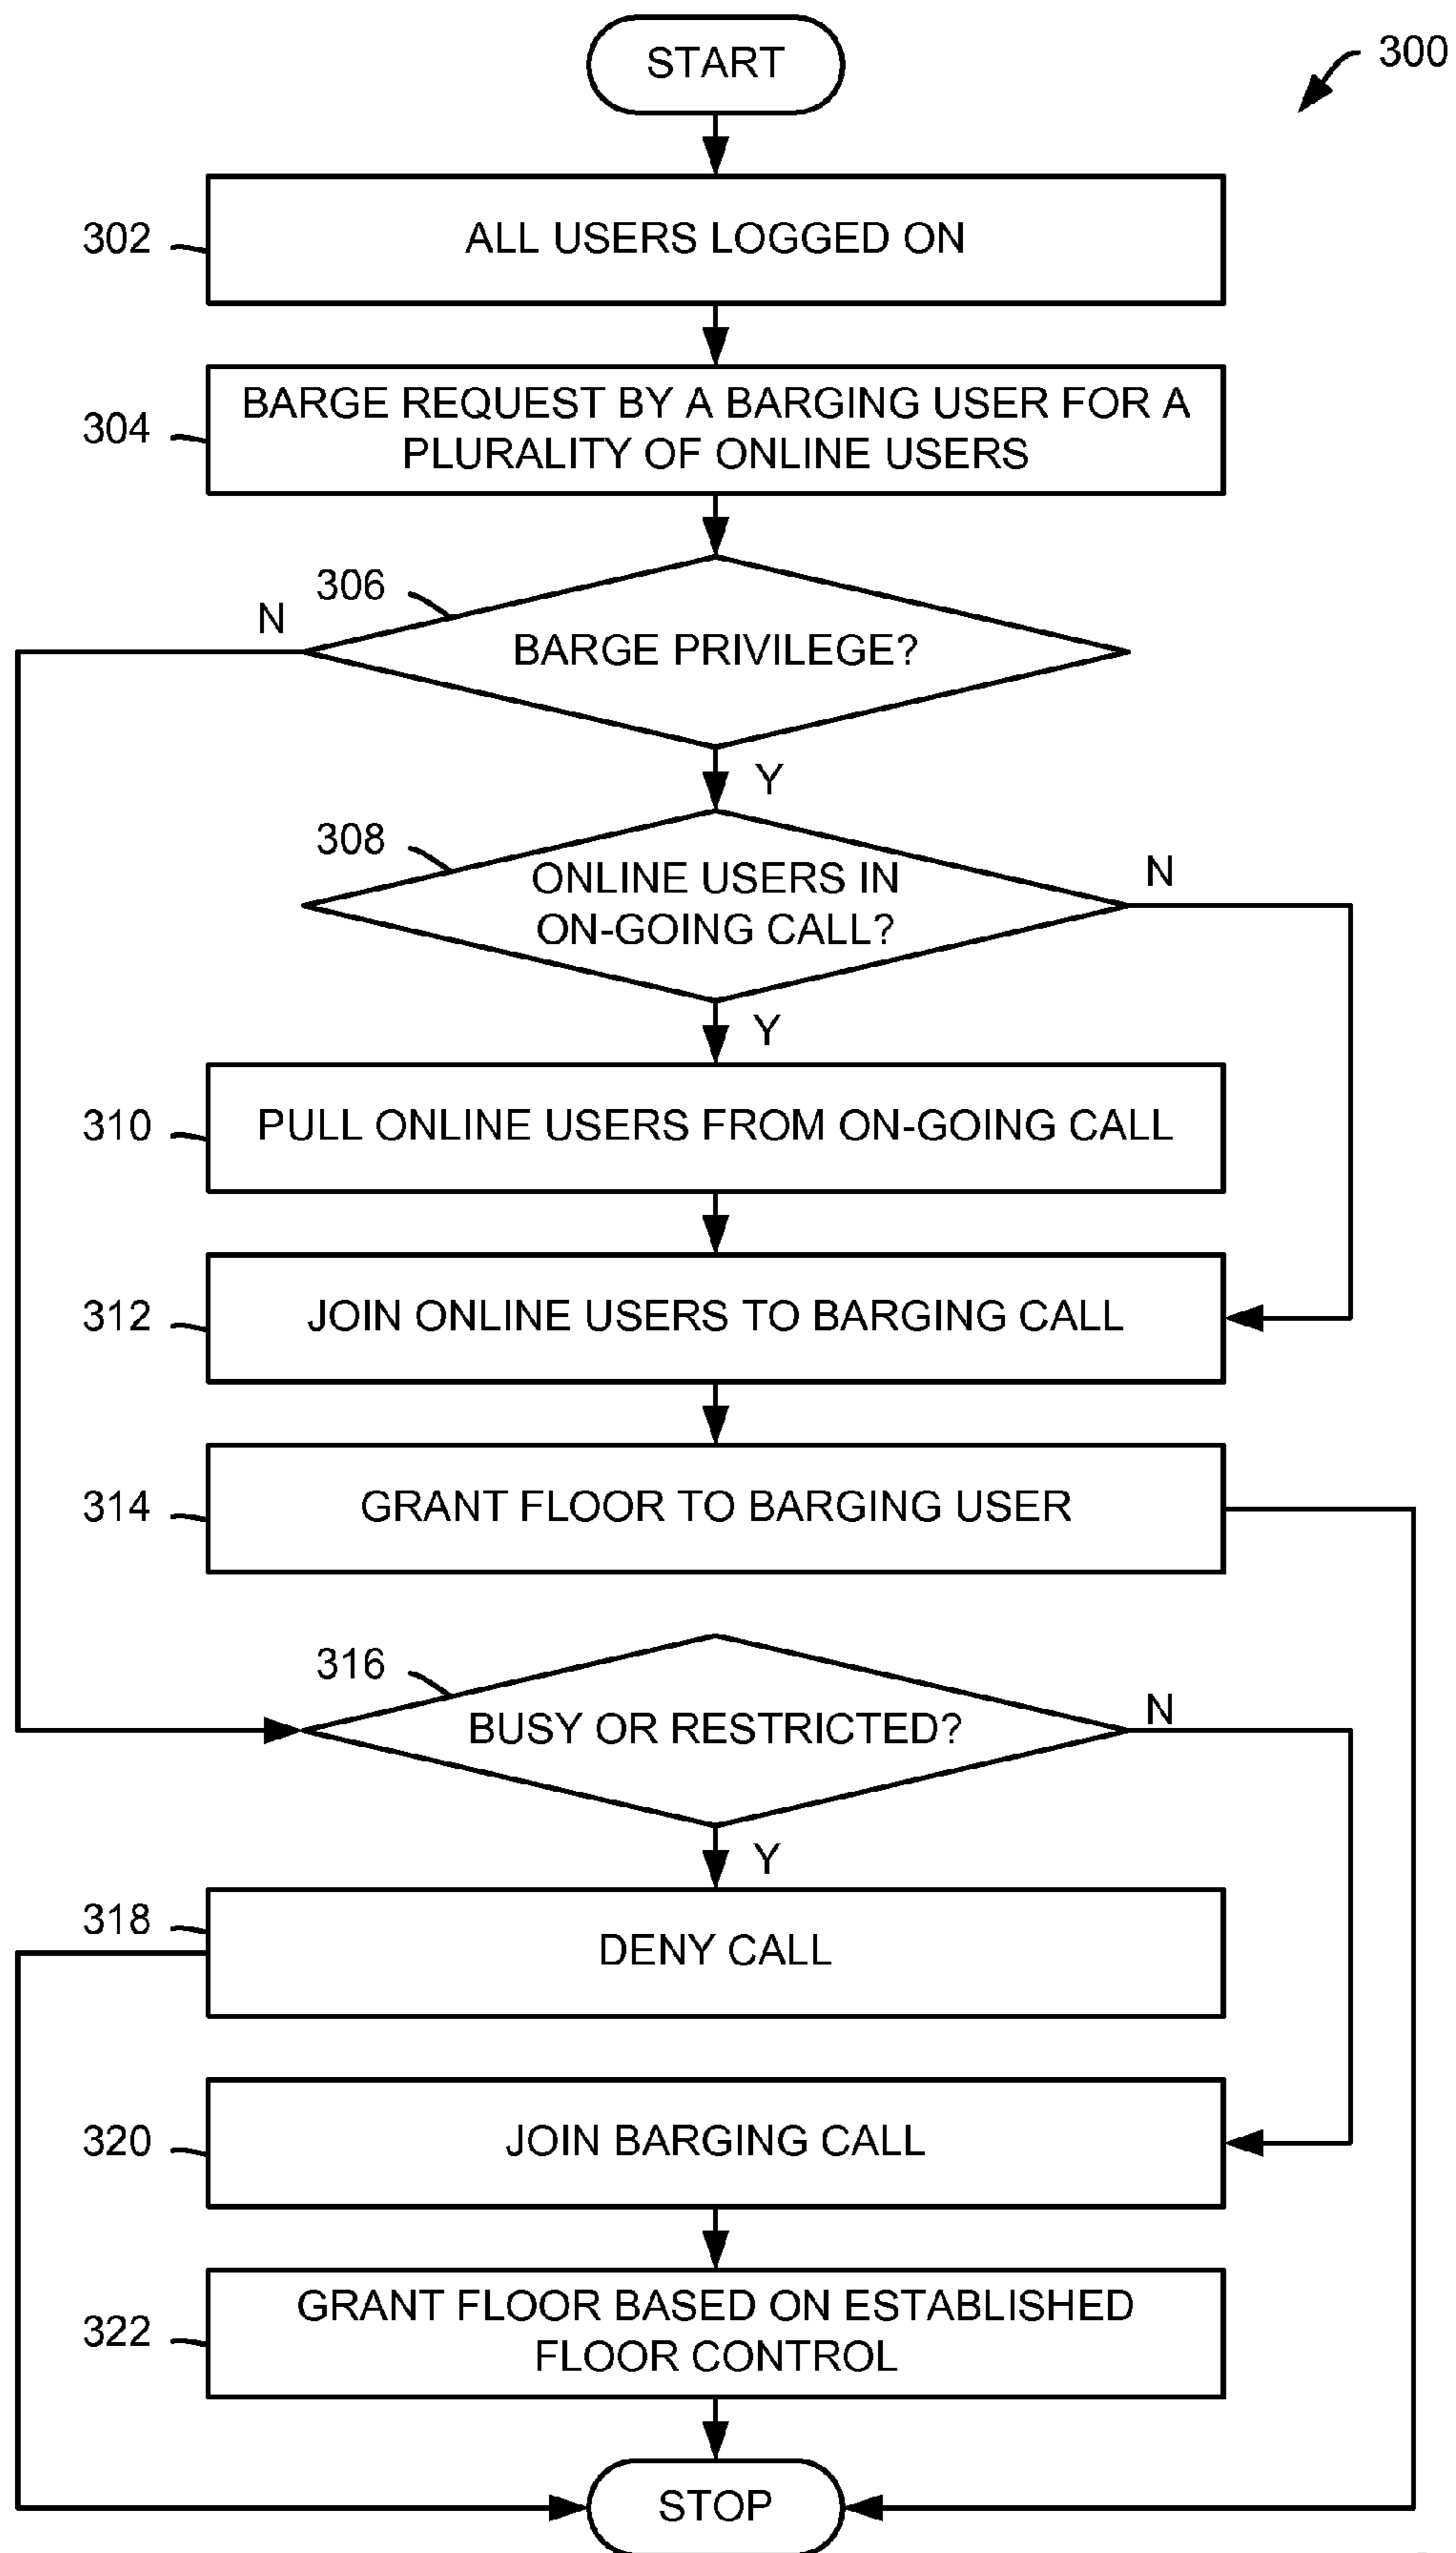 START
300
302
ALL USERS LOGGED ON
304
BARGE REQUEST BY A BARGING USER FOR A
PLURALITY OF ONLINE USERS
306
N
BARGE PRIVILEGE?
Y
308
ONLINE USERS IN
ON-GOING CALL?
N
Y
310
PULL ONLINE USERS FROM ON-GOING CALL
312
JOIN ONLINE USERS TO BARGING CALL
314
GRANT FLOOR TO BARGING USER
316
BUSY OR RESTRICTED?
N
Y
318
DENY CALL
320
JOIN BARGING CALL
322
GRANT FLOOR BASED ON ESTABLISHED
FLOOR CONTROL
STOP